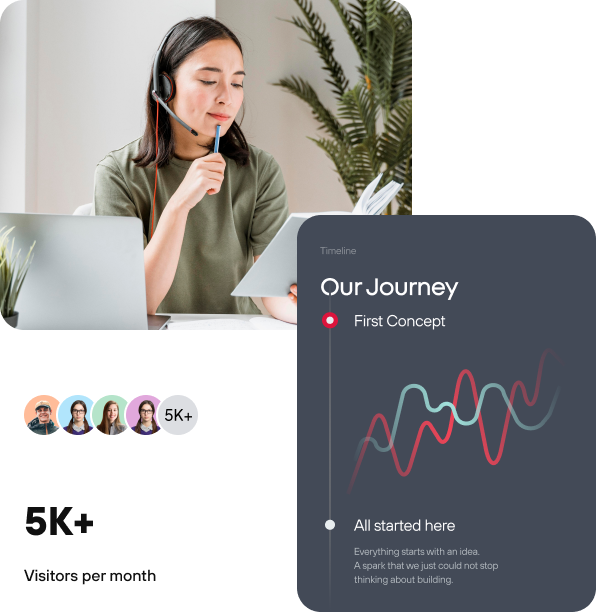 Timeline
Our Journey
First Concept
5K+
5K+
Visitors per month
All started here
Everything starts with an idea.
A spark that we just could not stop
thinking about building.